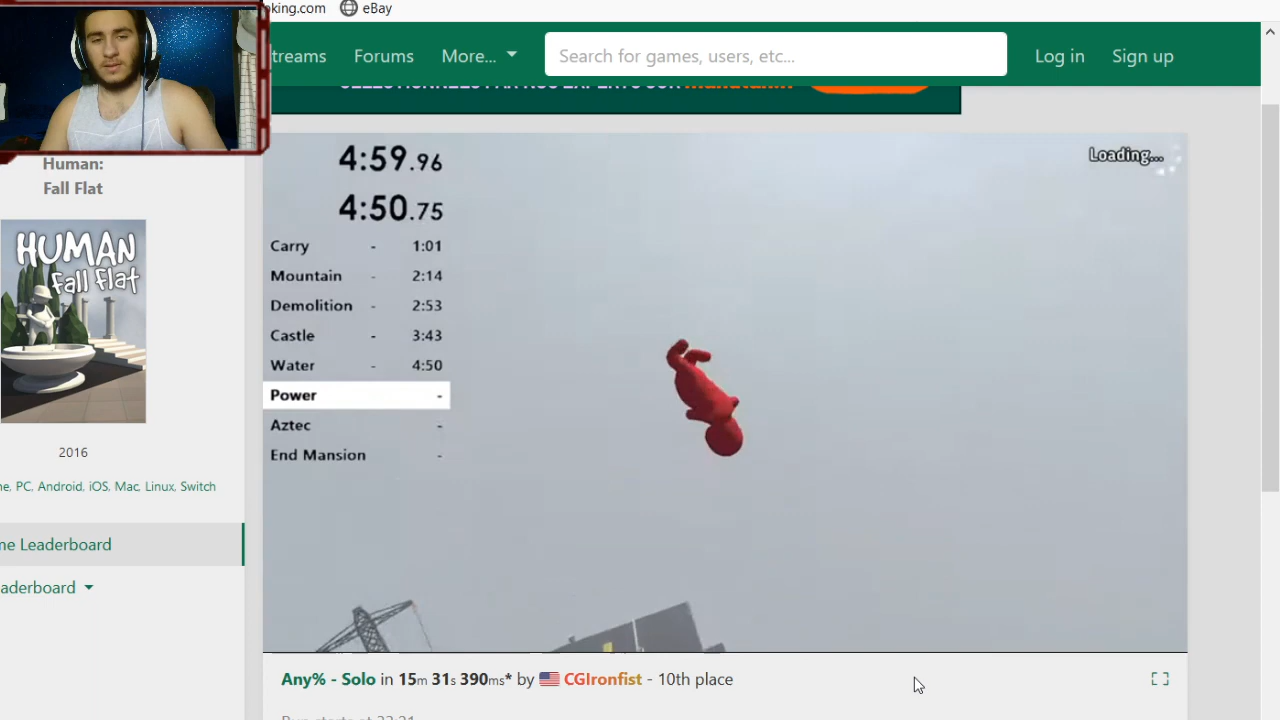 oking.com eBay
treams Forums More... Search for games, users, etc... Log in Sign up
Human:
Fall Flat
HUMAN
fall flat
2016
ne, PC, Android, iOS, Mac, Linux, Switch
me Leaderboard
aderboard
4:59.96
4:50.75
Loading...
Carry - 1:01
Mountain - 2:14
Demolition - 2:53
Castle - 3:43
Water - 4:50
Power -
Aztec -
End Mansion -
Any% - Solo in 15m 31s 390ms* by CGIronfist - 10th place